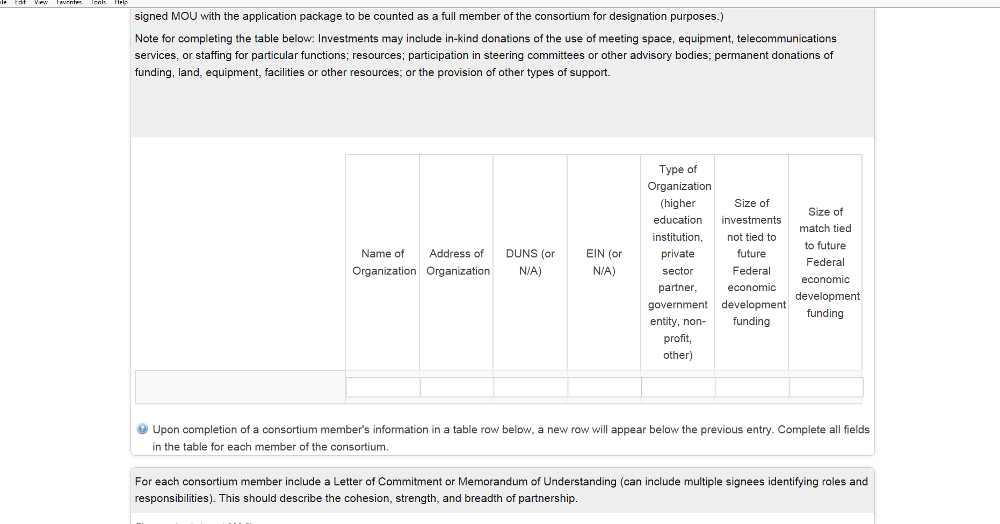 ile Edit View Favorites Tools Help
signed MOU with the application package to be counted as a full member of the consortium for designation purposes.)
Note for completing the table below: Investments may include in-kind donations of the use of meeting space, equipment, telecommunications
services, or staffing for particular functions; resources; participation in steering committees or other advisory bodies; permanent donations of
funding, land, equipment, facilities or other resources; or the provision of other types of support.
Name of
Organization
Address of
Organization
DUNS (or
N/A)
EIN (or
N/A)
Type of
Organization
(higher
education
institution,
private
sector
partner,
government
entity, non-
profit,
other)
Size of
investments
not tied to
future
Federal
economic
development
funding
Size of
match tied
to future
Federal
economic
development
funding
Upon completion of a consortium member's information in a table row below, a new row will appear below the previous entry. Complete all fields
in the table for each member of the consortium.
For each consortium member include a Letter of Commitment or Memorandum of Understanding (can include multiple signees identifying roles and
responsibilities). This should describe the cohesion, strength, and breadth of partnership.